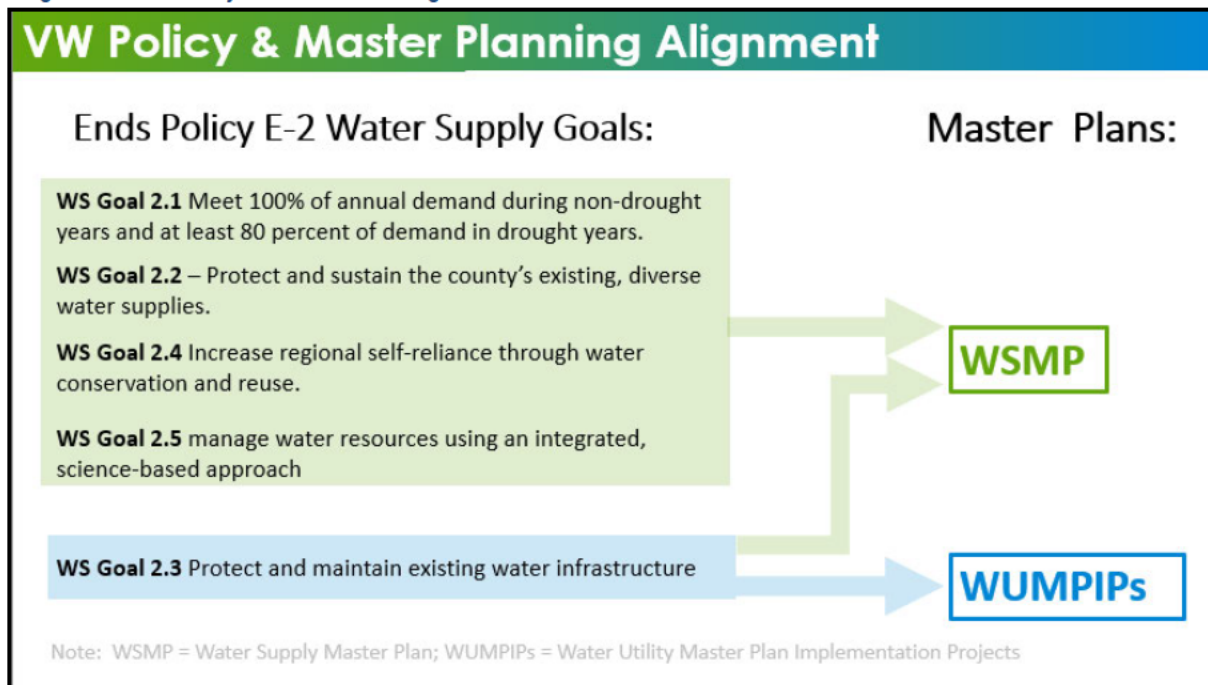 VW Policy & Master Planning Alignment
Ends Policy E-2 Water Supply Goals:
Master Plans:
WS Goal 2.1 Meet 100% of annual demand during non-drought
years and at least 80 percent of demand in drought years.
WS Goal 2.2 – Protect and sustain the county's existing, diverse
water supplies.
WS Goal 2.4 Increase regional self-reliance through water
conservation and reuse.
WS Goal 2.5 manage water resources using an integrated,
science-based approach
WSMP
WS Goal 2.3 Protect and maintain existing water infrastructure
WUMPIPs
Note: WSMP = Water Supply Master Plan; WUMPIPs = Water Utility Master Plan Implementation Projects